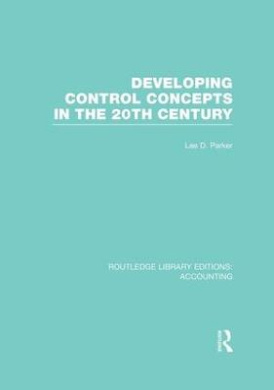 DEVELOPING
CONTROL CONCEPTS
IN THE 20TH CENTURY
Lee D. Parker
ROUTLEDGE LIBRARY EDITIONS:
ACCOUNTING